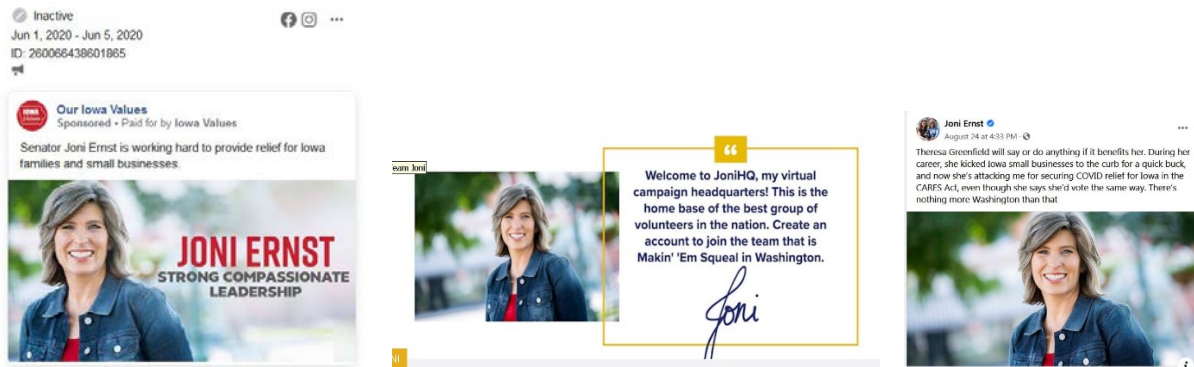 Inactive
Jun 1, 2020 - Jun 5, 2020
ID: 260066438601865
IOWA
Values
Our Iowa Values
Sponsored • Paid for by Iowa Values
Senator Joni Ernst is working hard to provide relief for Iowa
families and small businesses.
JONI ERNST
STRONG COMPASSIONATE
LEADERSHIP
eam Joni
“
Welcome to JoniHQ, my virtual
campaign headquarters! This is the
home base of the best group of
volunteers in the nation. Create an
account to join the team that is
Makin' 'Em Squeal in Washington.
Joni
NI
Joni Ernst
August 24 at 4:33 PM ·
Theresa Greenfield will say or do anything if it benefits her. During her
career, she kicked Iowa small businesses to the curb for a quick buck,
and now she's attacking me for securing COVID relief for Iowa in the
CARES Act, even though she says she'd vote the same way. There's
nothing more Washington than that